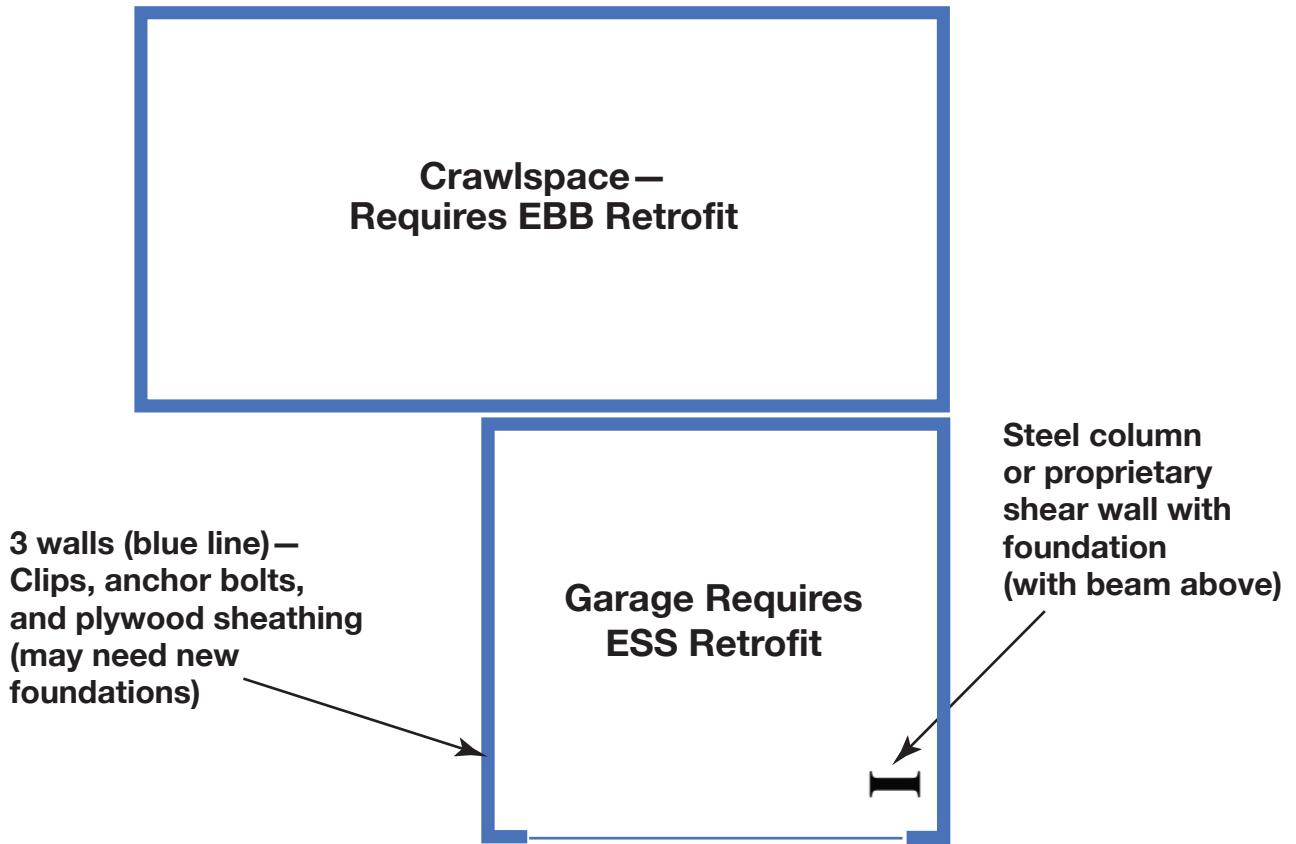 Crawlspace—
Requires EBB Retrofit
Steel column
or proprietary
shear wall with
foundation
(with beam above)
3 walls (blue line)—
Clips, anchor bolts,
and plywood sheathing
(may need new
foundations)
Garage Requires
ESS Retrofit